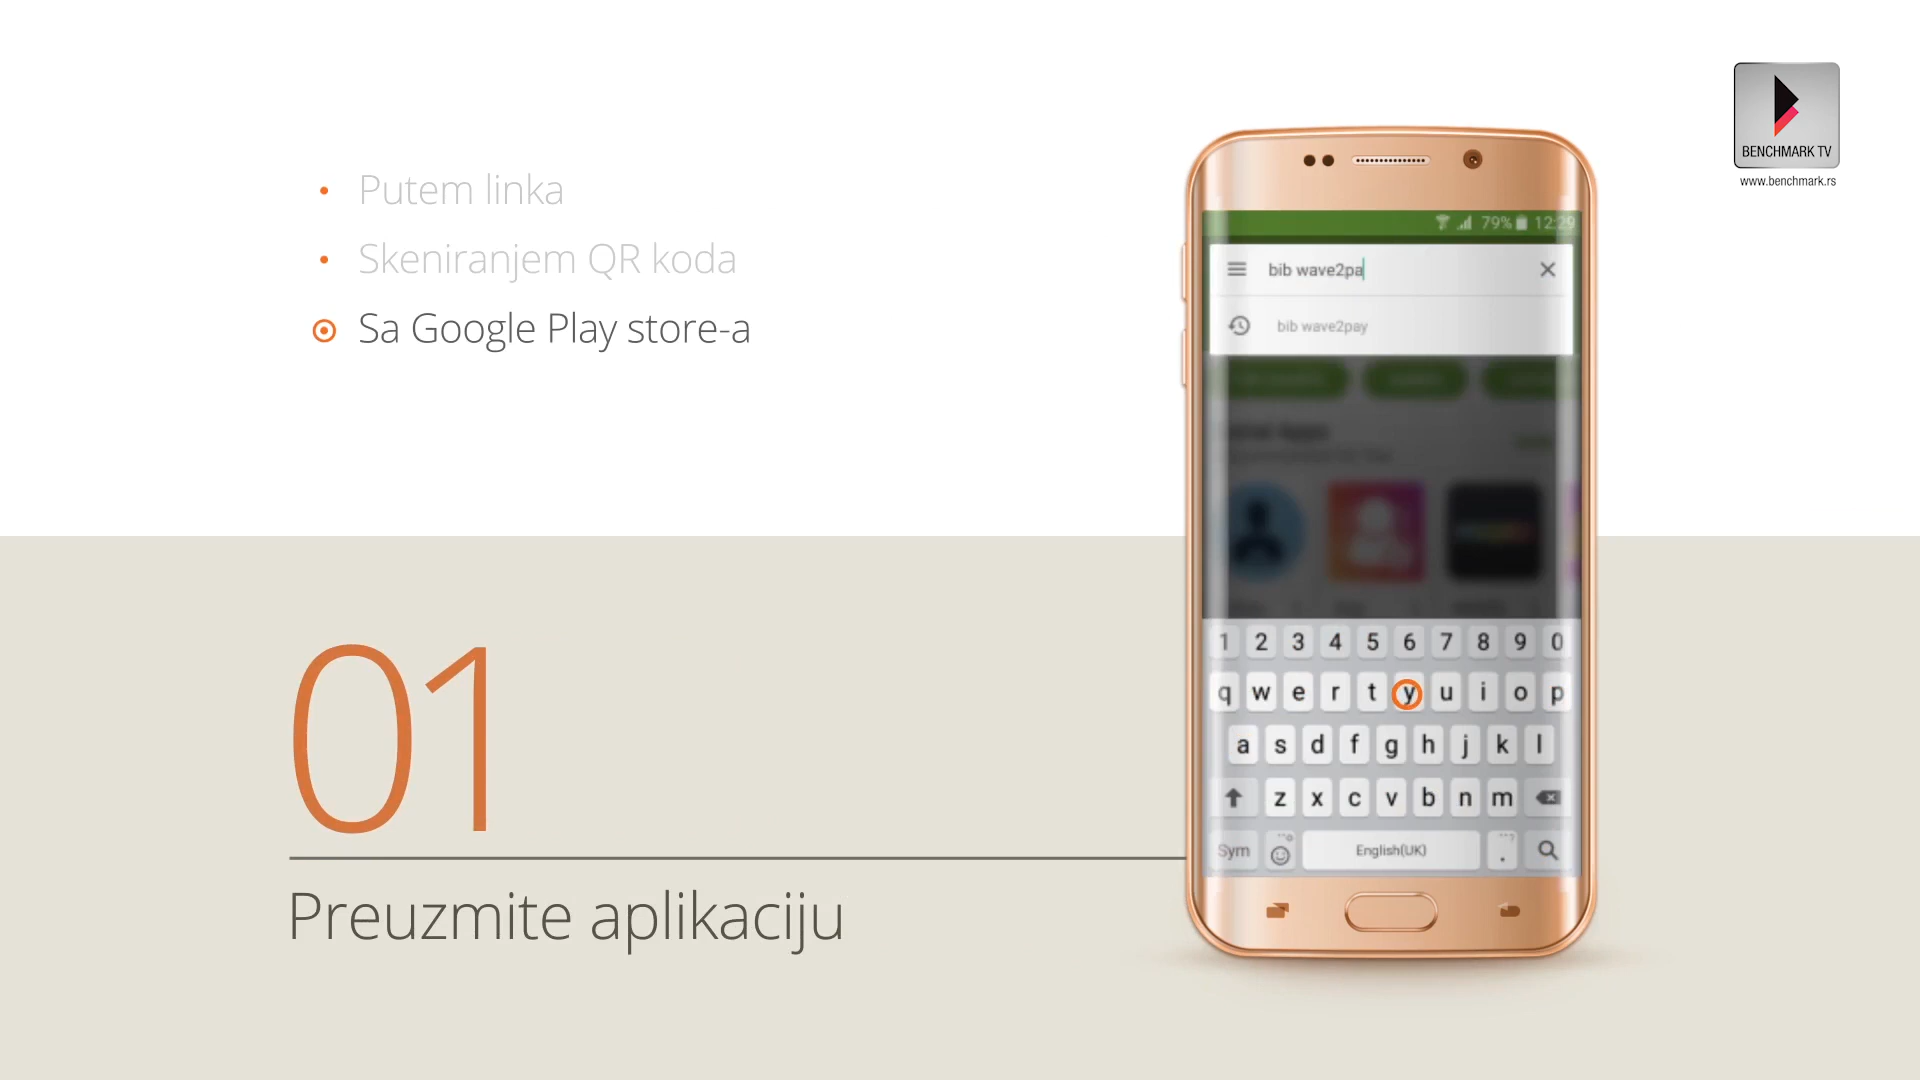 Putem linka
Skeniranjem QR koda
Sa Google Play store-a
BENCHMARK TV
www.benchmark.rs
79% 12:29
bib wave2pa
bib wave2pay
1 2 3 4 5 6 7 8 9 0
q w e r t y u i o p
a s d f g h j k l
z x c v b n m
Sym English(UK) .
01
Preuzmite aplikaciju